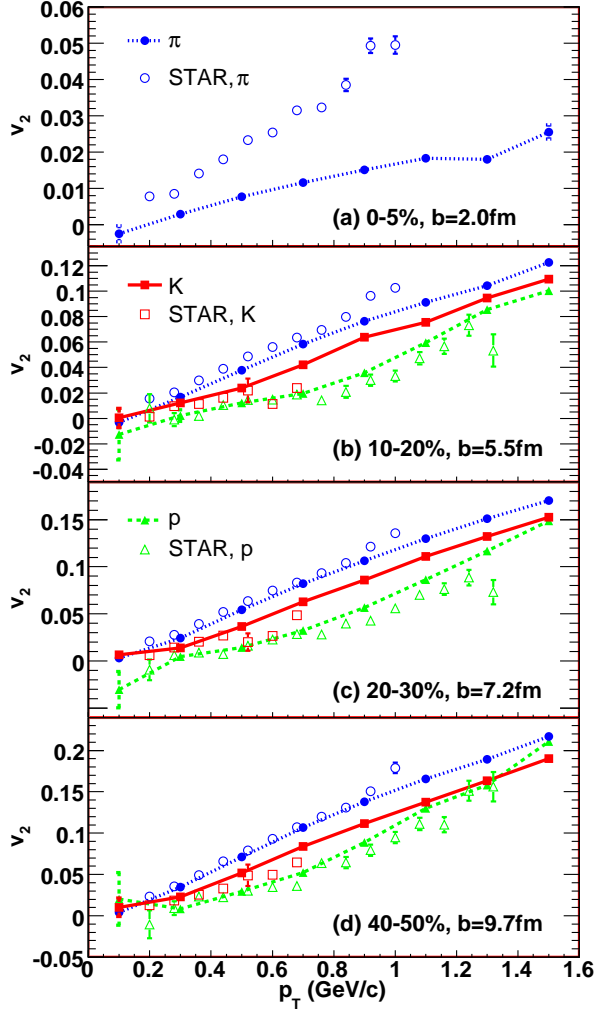 0.06
0.05
0.04
0.03
0.02
0.01
0
v2
π
STAR, π
(a) 0-5%, b=2.0fm
0.12
0.1
0.08
0.06
0.04
0.02
0
-0.02
-0.04
v2
K
STAR, K
(b) 10-20%, b=5.5fm
0.15
0.1
0.05
0
v2
p
STAR, p
(c) 20-30%, b=7.2fm
0.2
0.15
0.1
0.05
0
-0.05
v2
(d) 40-50%, b=9.7fm
0 0.2 0.4 0.6 0.8 1.0 1.2 1.4 1.6
pT (GeV/c)